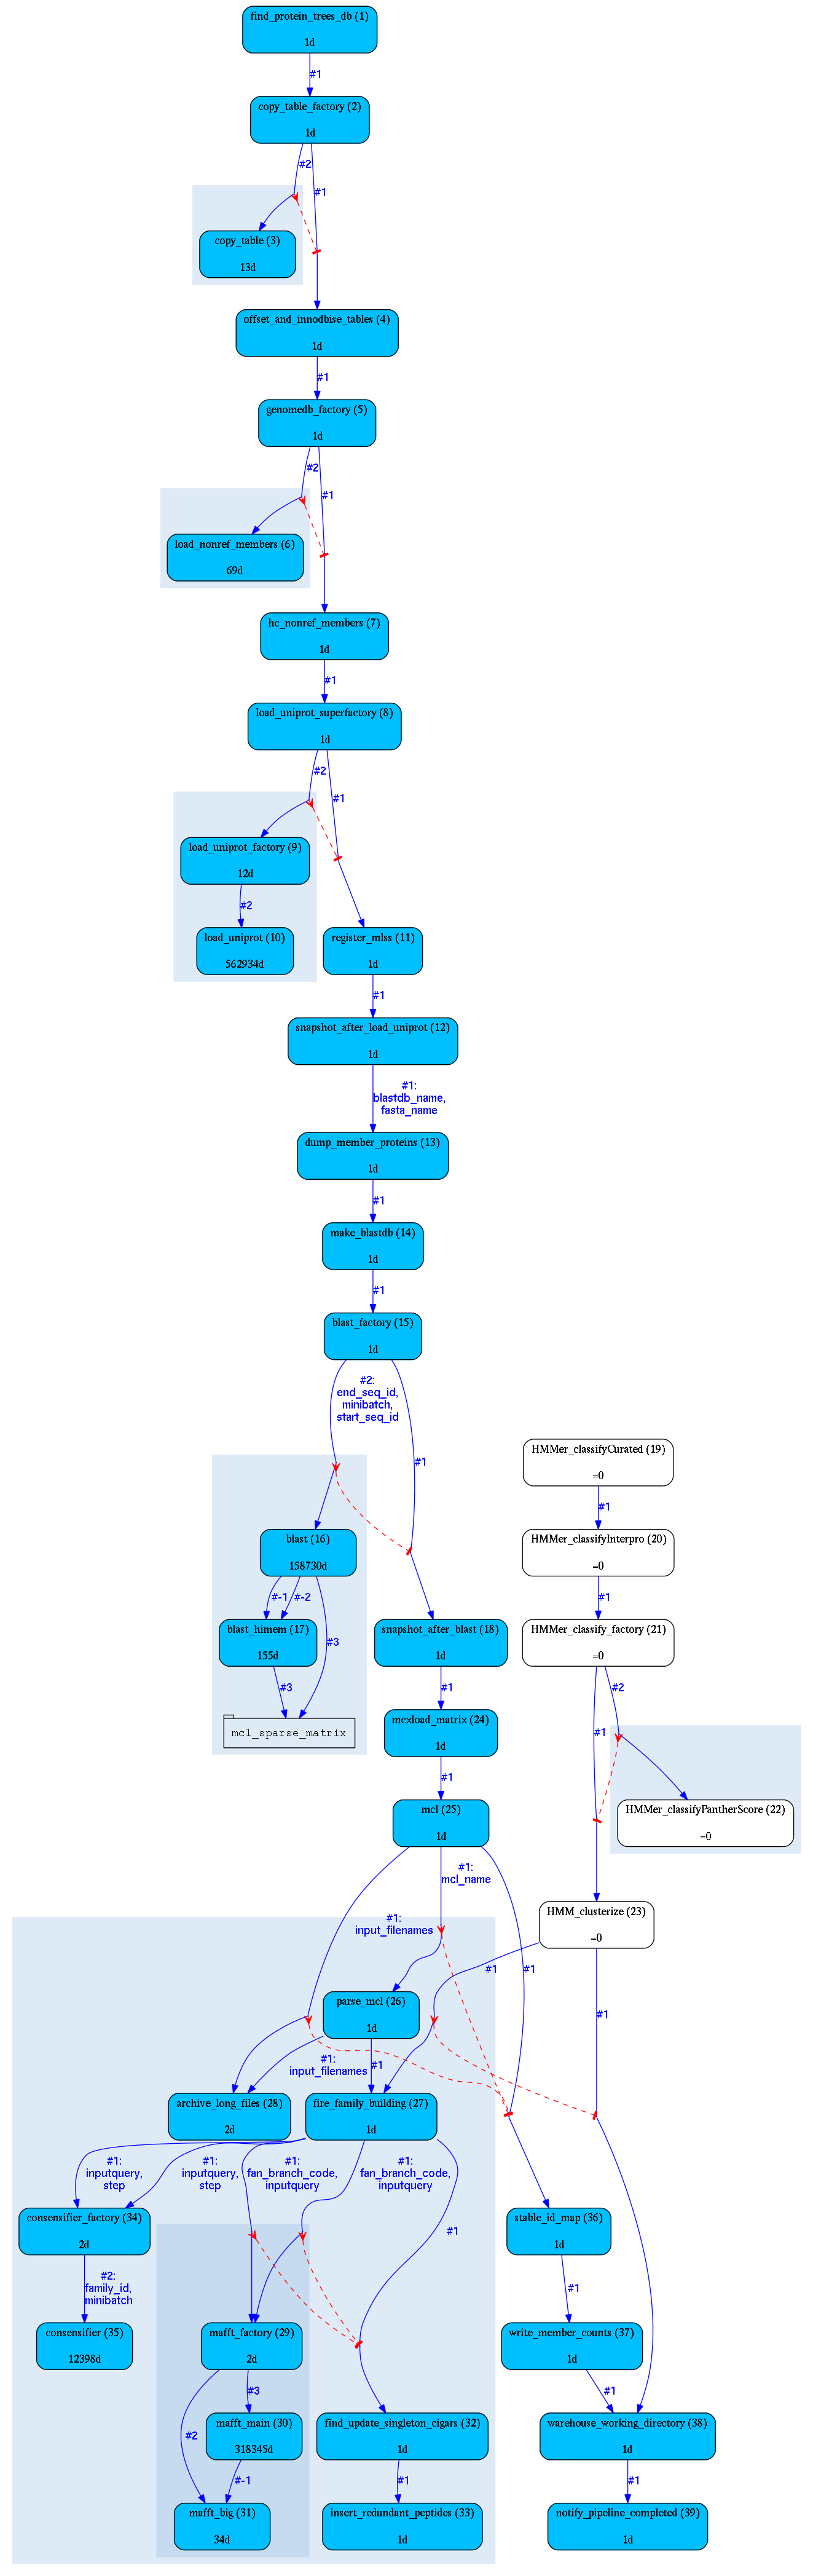 find_protein_trees_db (1)
1d
#1
copy_table_factory (2)
1d
#2
#1
copy_table (3)
13d
offset_and_innodbise_tables (4)
1d
#1
genomedb_factory (5)
1d
#2
#1
load_nonref_members (6)
69d
hc_nonref_members (7)
1d
#1
load_uniprot_superfactory (8)
1d
#2
#1
load_uniprot_factory (9)
12d
#2
load_uniprot (10)
562934d
register_mlss (11)
1d
#1
snapshot_after_load_uniprot (12)
1d
#1:
blastdb_name,
fasta_name
dump_member_proteins (13)
1d
#1
make_blastdb (14)
1d
#1
blast_factory (15)
1d
#2:
end_seq_id,
minibatch,
start_seq_id
#1
HMMer_classifyCurated (19)
=0
#1
blast (16)
158730d
HMMer_classifyInterpro (20)
=0
#-1
#-2
#3
#1
blast_himem (17)
155d
snapshot_after_blast (18)
1d
HMMer_classify_factory (21)
=0
#3
#1
#2
#1
mcl_sparse_matrix
mcxload_matrix (24)
1d
#1
mcl (25)
1d
HMMer_classifyPantherScore (22)
=0
#1:
mcl_name
#1:
input_filenames
HMM_clusterize (23)
=0
#1
#1
#1
parse_mcl (26)
1d
#1:
input_filenames
#1
archive_long_files (28)
2d
fire_family_building (27)
1d
#1:
inputquery,
step
#1:
inputquery,
step
#1:
fan_branch_code,
inputquery
#1:
fan_branch_code,
inputquery
#1
consensifier_factory (34)
2d
stable_id_map (36)
1d
#2:
family_id,
minibatch
#1
consensifier (35)
12398d
mafft_factory (29)
2d
write_member_counts (37)
1d
#2
#3
#1
mafft_main (30)
318345d
find_update_singleton_cigars (32)
1d
warehouse_working_directory (38)
1d
#-1
#1
#1
mafft_big (31)
34d
insert_redundant_peptides (33)
1d
notify_pipeline_completed (39)
1d